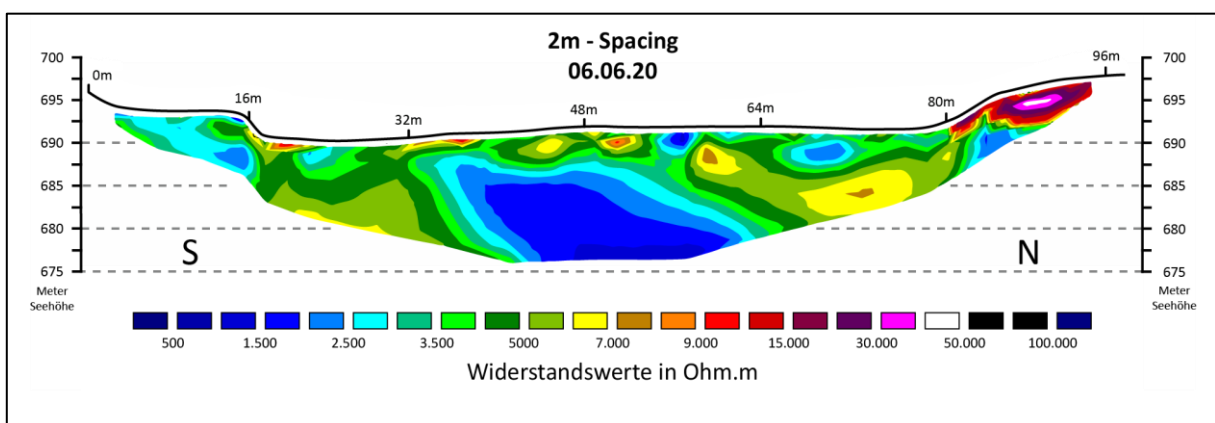 2m - Spacing
06.06.20
700 700
0m 96m
695 695
16m 80m
32m 48m 64m
690 690
685 685
680 680
S N
675 675
Meter Meter
Seehöhe Seehöhe
500 1.500 2.500 3.500 5000 7.000 9.000 15.000 30.000 50.000 100.000
Widerstandswerte in Ohm.m